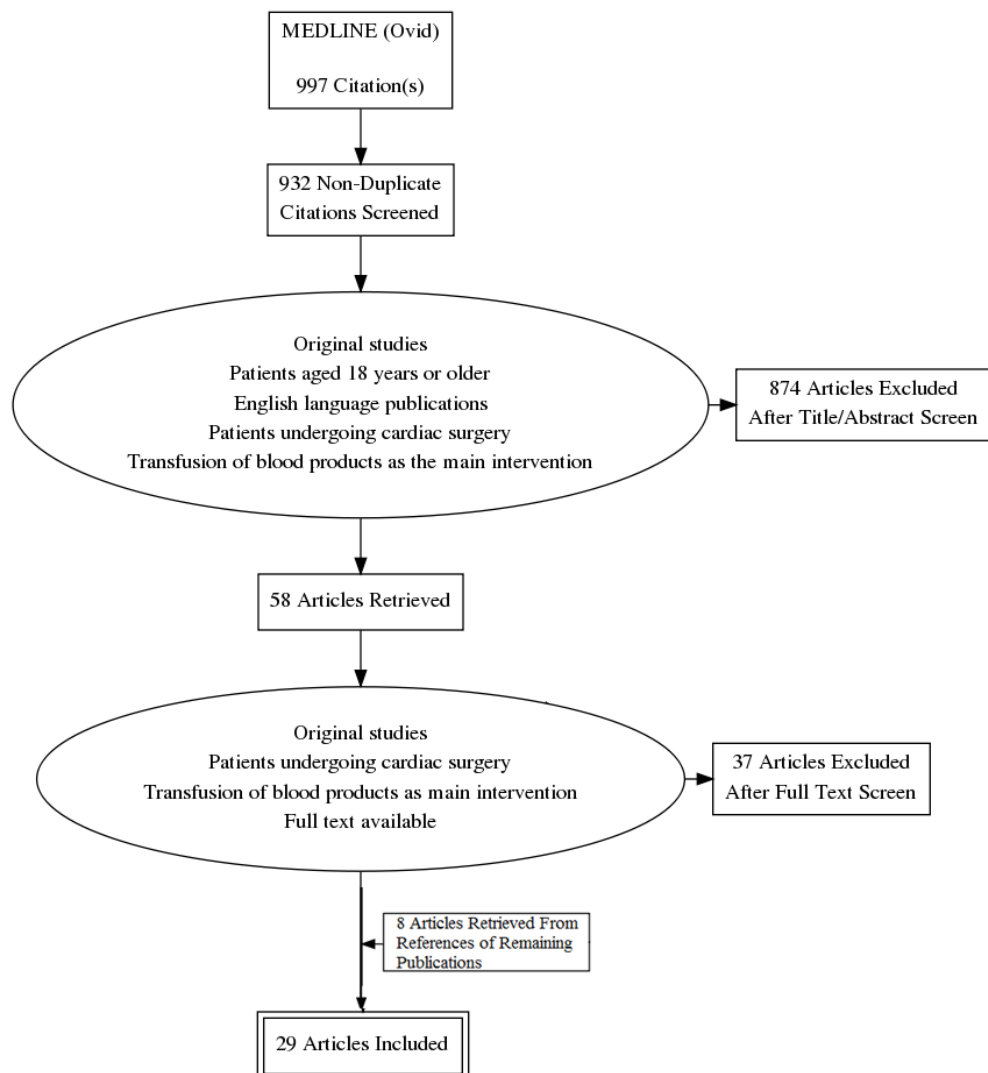 MEDLINE (Ovid)
997 Citation(s)
932 Non-Duplicate
Citations Screened
Original studies
Patients aged 18 years or older
English language publications
Patients undergoing cardiac surgery
Transfusion of blood products as the main intervention
874 Articles Excluded
After Title/Abstract Screen
58 Articles Retrieved
Original studies
Patients undergoing cardiac surgery
Transfusion of blood products as main intervention
Full text available
37 Articles Excluded
After Full Text Screen
8 Articles Retrieved From
References of Remaining
Publications
29 Articles Included